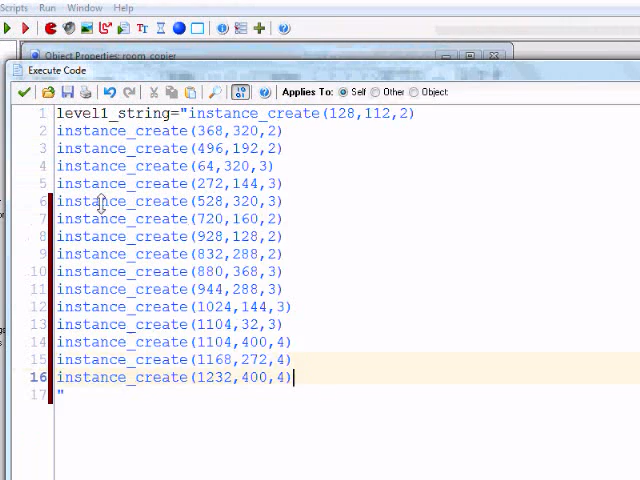 Scripts Run Window Help
Object Properties: room_copier
Execute Code
Applies To: Self Other Object
1 level1_string="instance_create(128,112,2)
2 instance_create(368,320,2)
3 instance_create(496,192,2)
4 instance_create(64,320,3)
5 instance_create(272,144,3)
6 instance_create(528,320,3)
7 instance_create(720,160,2)
8 instance_create(928,128,2)
9 instance_create(832,288,2)
10 instance_create(880,368,3)
11 instance_create(944,288,3)
12 instance_create(1024,144,3)
13 instance_create(1104,32,3)
14 instance_create(1104,400,4)
15 instance_create(1168,272,4)
16 instance_create(1232,400,4)
17 "